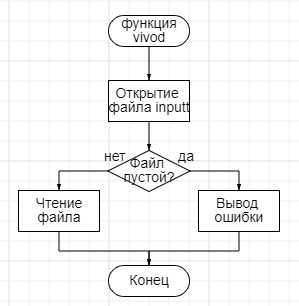 функция
vivod
Открытие
файла inputt
нет
да
Файл
пустой?
Чтение
файла
Вывод
ошибки
Конец